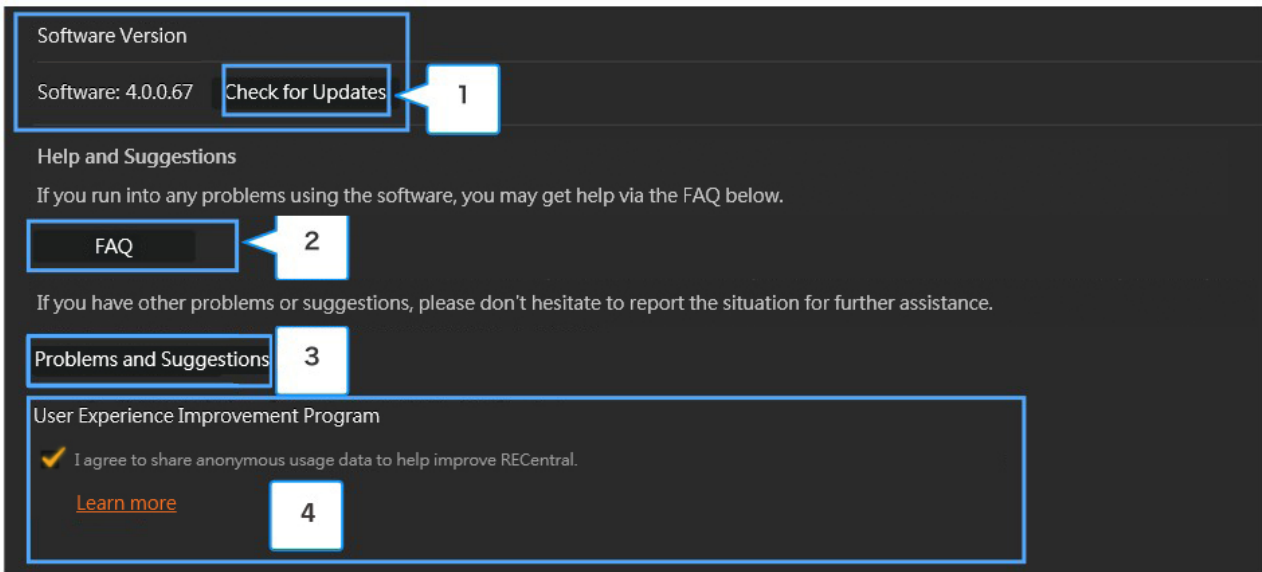 Software Version
Software: 4.0.0.67 Check for Updates 1
Help and Suggestions
If you run into any problems using the software, you may get help via the FAQ below.
FAQ 2
If you have other problems or suggestions, please don't hesitate to report the situation for further assistance.
Problems and Suggestions 3
User Experience Improvement Program
I agree to share anonymous usage data to help improve RECentral.
Learn more 4